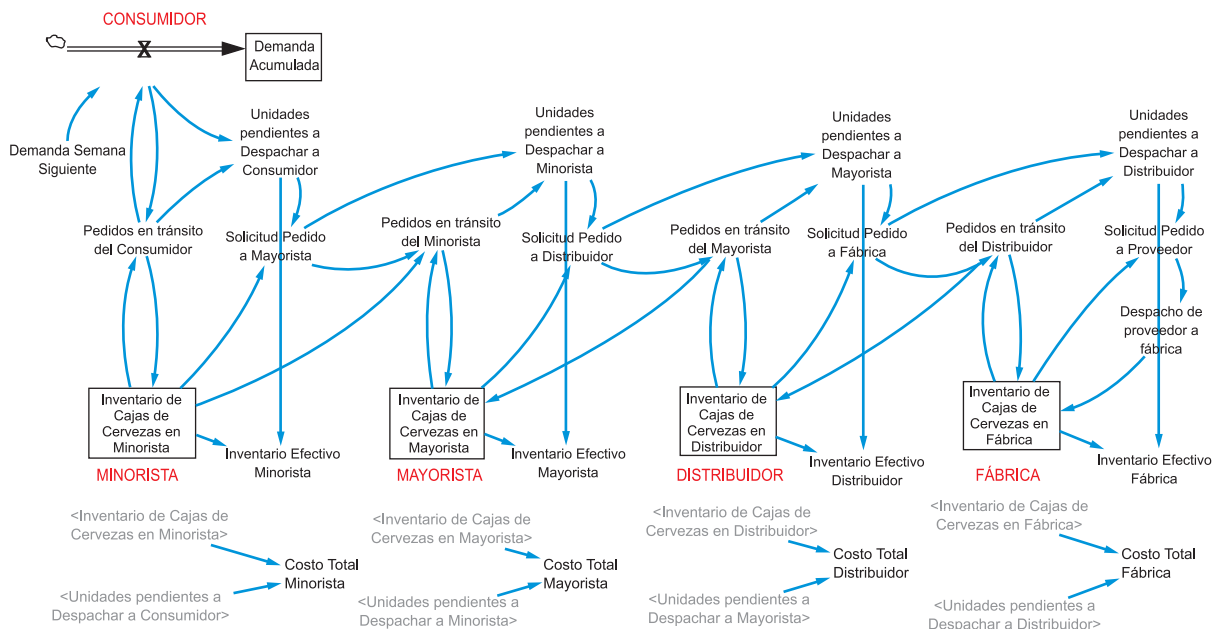 CONSUMIDOR
Demanda
Acumulada
Demanda Semana
Siguiente
Unidades
pendientes a
Despachar a
Consumidor
Unidades
pendientes a
Despachar a
Minorista
Unidades
pendientes a
Despachar a
Mayorista
Unidades
pendientes a
Despachar a
Distribuidor
Pedidos en tránsito
del Consumidor
Solicitud Pedido
a Mayorista
Pedidos en tránsito
del Minorista
Solicitud Pedido
a Distribuidor
Pedidos en tránsito
del Mayorista
Solicitud Pedido
a Fábrica
Pedidos en tránsito
del Distribuidor
Solicitud Pedido
a Proveedor
Despacho de
proveedor a
fábrica
Inventario de
Cajas de
Cervezas en
Minorista
Inventario Efectivo
Minorista
Inventario de
Cajas de
Cervezas en
Mayorista
Inventario Efectivo
Mayorista
Inventario de
Cajas de
Cervezas en
Distribuidor
Inventario Efectivo
Distribuidor
Inventario de
Cajas de
Cervezas en
Fábrica
Inventario Efectivo
Fábrica
MINORISTA
MAYORISTA
DISTRIBUIDOR
FÁBRICA
<Inventario de Cajas de
Cervezas en Minorista>
Costo Total
Minorista
<Unidades pendientes a
Despachar a Consumidor>
<Inventario de Cajas de
Cervezas en Mayorista>
Costo Total
Mayorista
<Unidades pendientes a
Despachar a Minorista>
<Inventario de Cajas de
Cervezas en Distribuidor>
Costo Total
Distribuidor
<Unidades pendientes a
Despachar a Mayorista>
<Inventario de Cajas de
Cervezas en Fábrica>
Costo Total
Fábrica
<Unidades pendientes a
Despachar a Distribuidor>